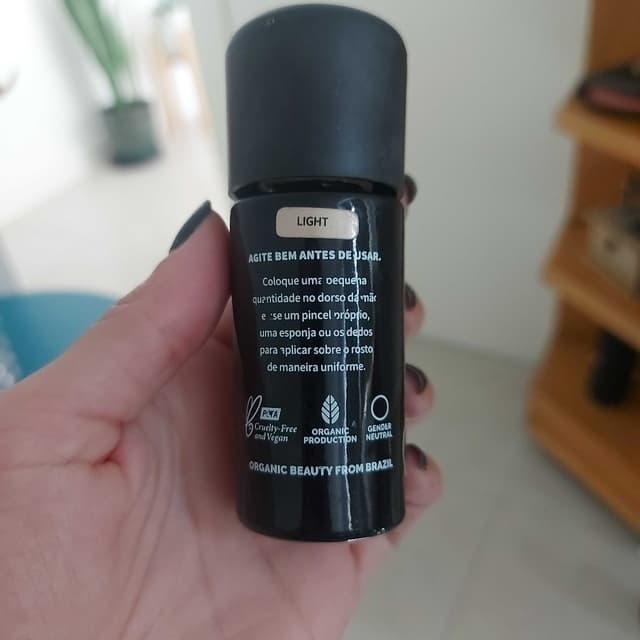 LIGHT
AGITE BEM ANTES DE USAR.
Coloque uma pequena
quantidade no dorso da mão
e use um pincel próprio,
uma esponja ou os dedos
para aplicar sobre o rosto
de maneira uniforme.
PETA
Cruelty-Free
and Vegan
ORGANIC
PRODUCTION
GENDER
NEUTRAL
ORGANIC BEAUTY FROM BRAZIL